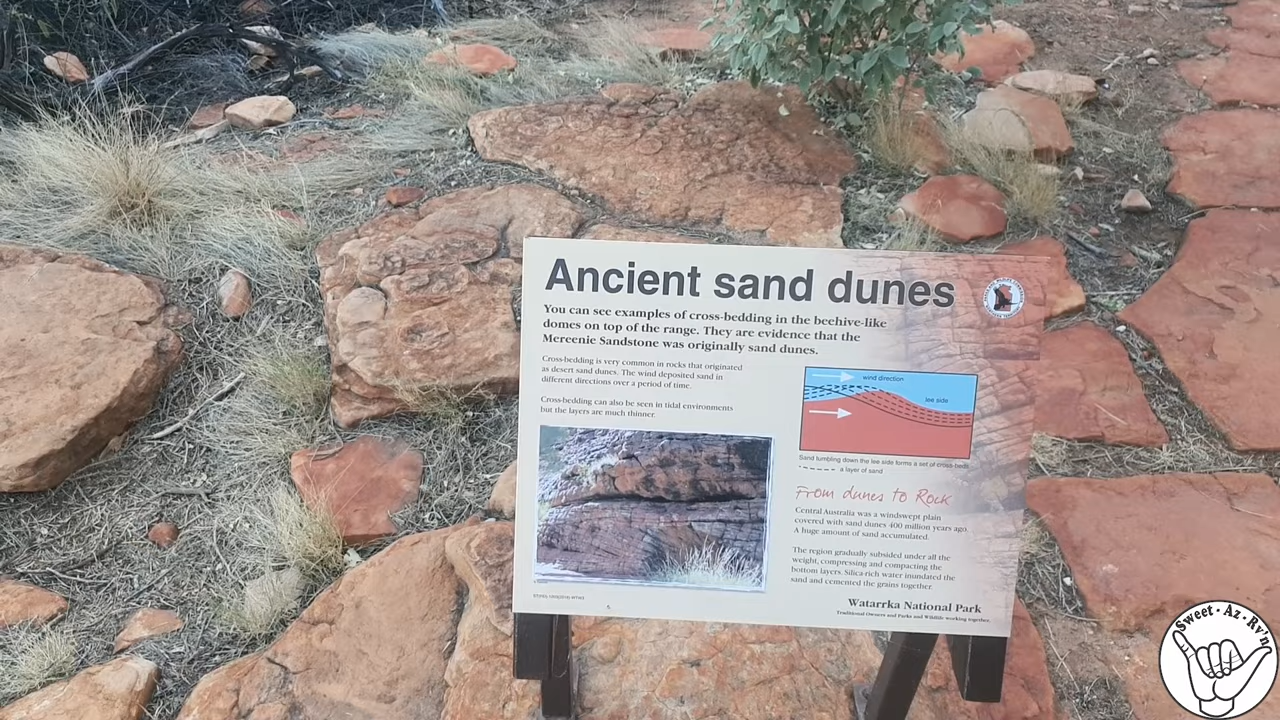 Ancient sand dunes
You can see examples of cross-bedding in the beehive-like
domes on top of the range. They are evidence that the
Mereenie Sandstone was originally sand dunes.
Cross-bedding is very common in rocks that originated
as desert sand dunes. The wind deposited sand in
different directions over a period of time.
Cross-bedding can also be seen in tidal environments
but the layers are much thinner.
wind direction
lee side
Sand tumbling down the lee side forms a set of cross-beds
a layer of sand
From dunes to Rock
Central Australia was a windswept plain
covered with sand dunes 400 million years ago.
A huge amount of sand accumulated.
The region gradually subsided under all the
weight, compressing and compacting the
bottom layers. Silica-rich water inundated the
sand and cemented the grains together.
Watarrka National Park
Traditional Owners and Parks and Wildlife working together.
Sweet · Az · Rv'n